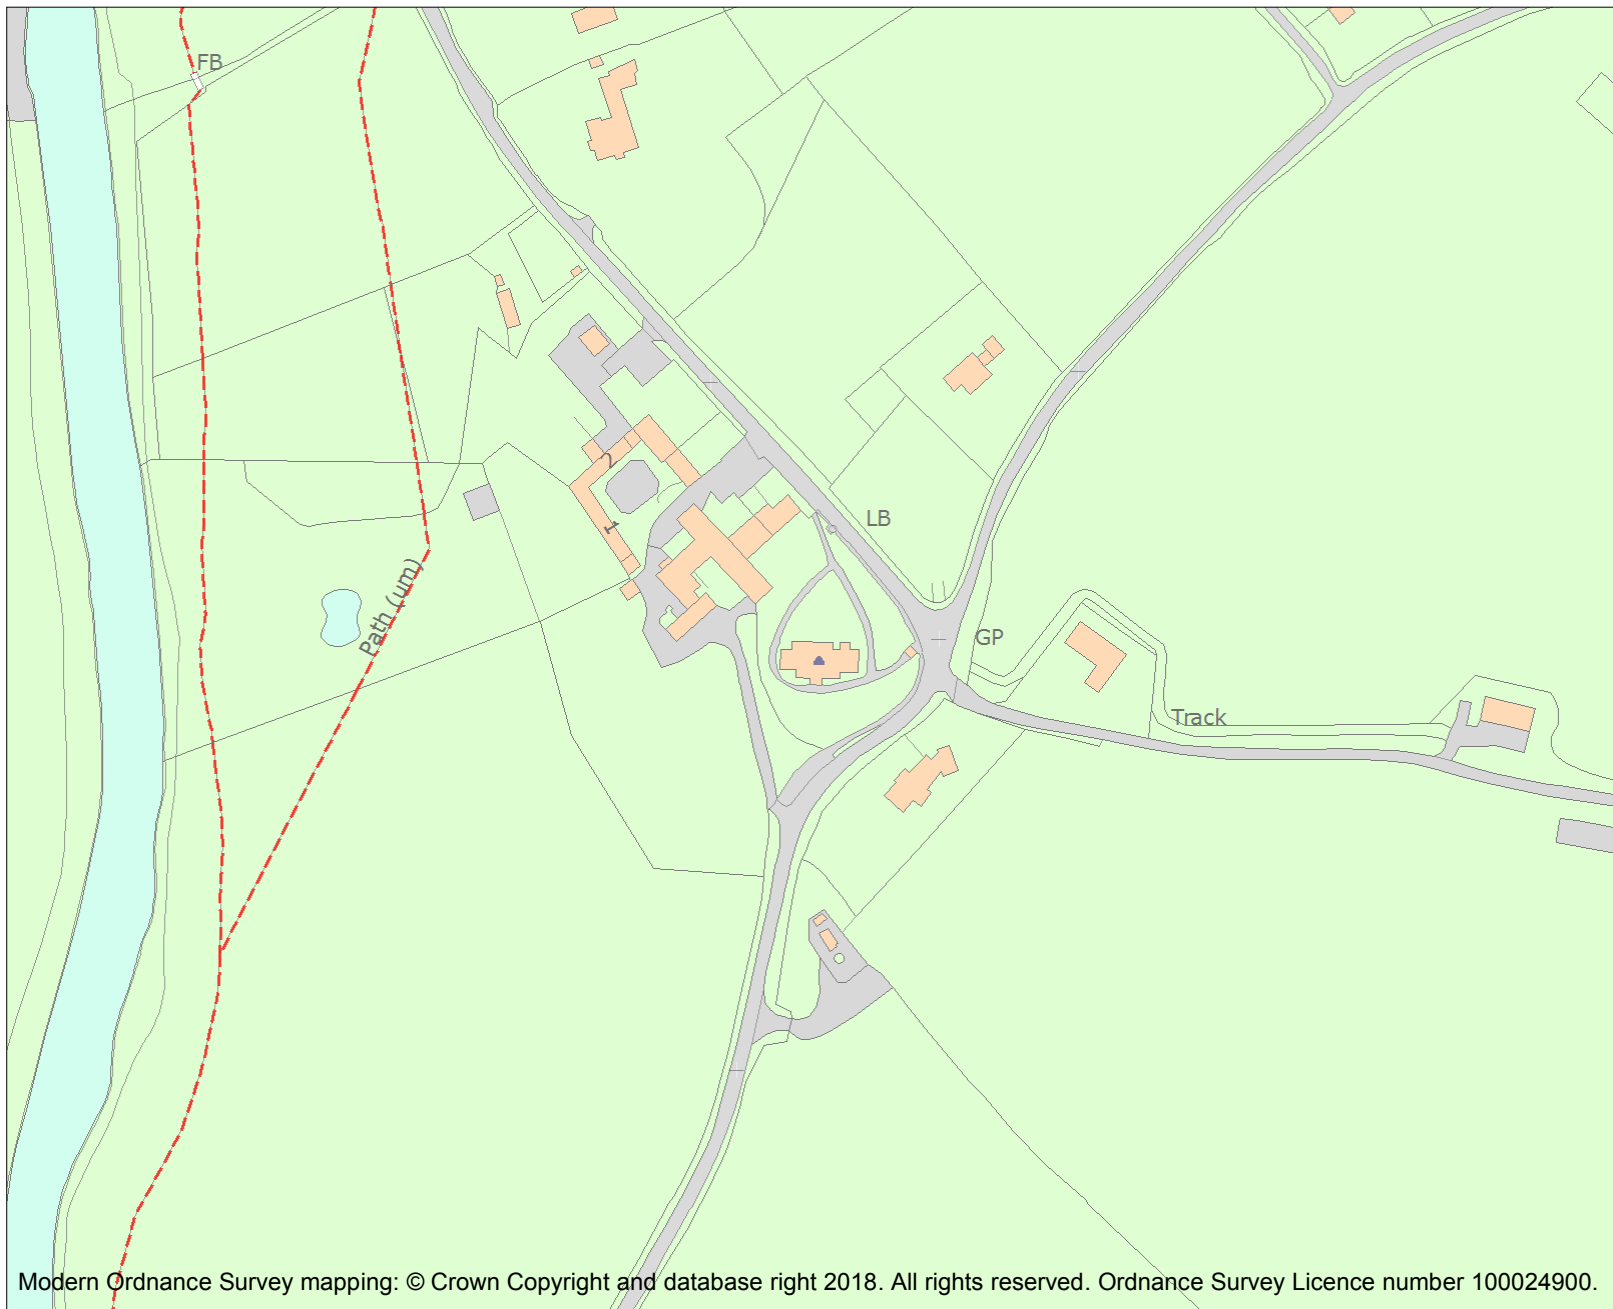 FB
2
1
LB
Path (um)
GP
Track
Modern Ordnance Survey mapping: © Crown Copyright and database right 2018. All rights reserved. Ordnance Survey Licence number 100024900.